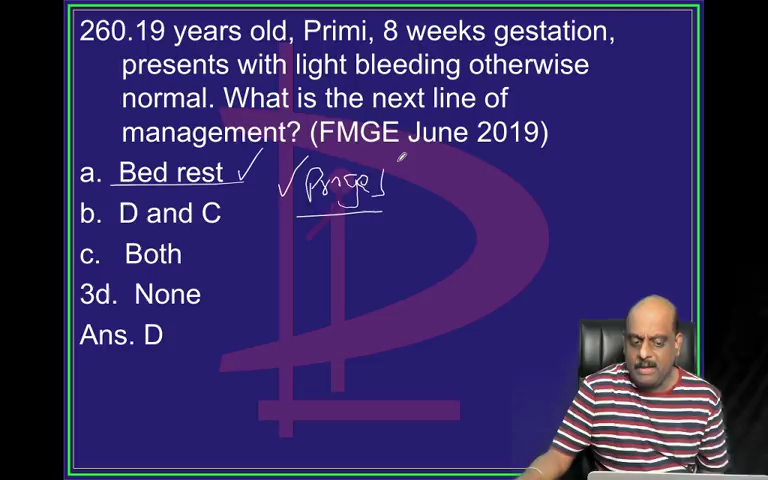 260.19 years old, Primi, 8 weeks gestation,
presents with light bleeding otherwise
normal. What is the next line of
management? (FMGE June 2019)
a. Bed rest ✓
✓ Proges
b. D and C
c. Both
3d. None
Ans. D